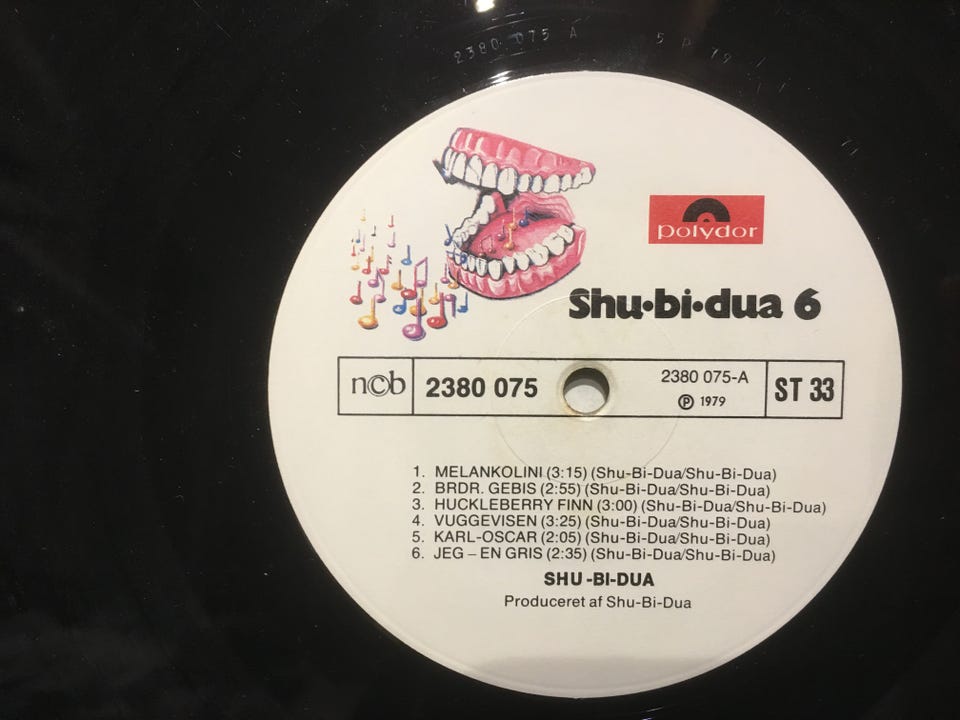 2380 075 A 5 P 79
polydor
Shu·bi·dua 6
n©b 2380 075 2380 075-A ST 33
℗ 1979
1. MELANKOLINI (3:15) (Shu-Bi-Dua/Shu-Bi-Dua)
2. BRDR. GEBIS (2:55) (Shu-Bi-Dua/Shu-Bi-Dua)
3. HUCKLEBERRY FINN (3:00) (Shu-Bi-Dua/Shu-Bi-Dua)
4. VUGGEVISEN (3:25) (Shu-Bi-Dua/Shu-Bi-Dua)
5. KARL-OSCAR (2:05) (Shu-Bi-Dua/Shu-Bi-Dua)
6. JEG – EN GRIS (2:35) (Shu-Bi-Dua/Shu-Bi-Dua)
SHU-BI-DUA
Produceret af Shu-Bi-Dua